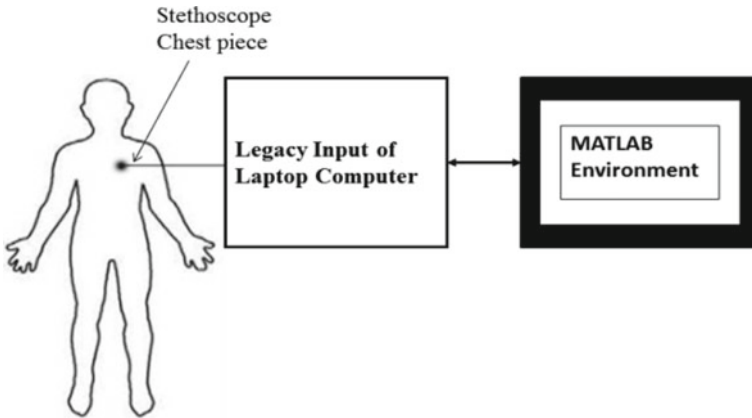 Stethoscope
Chest piece
Legacy Input of
Laptop Computer
MATLAB
Environment